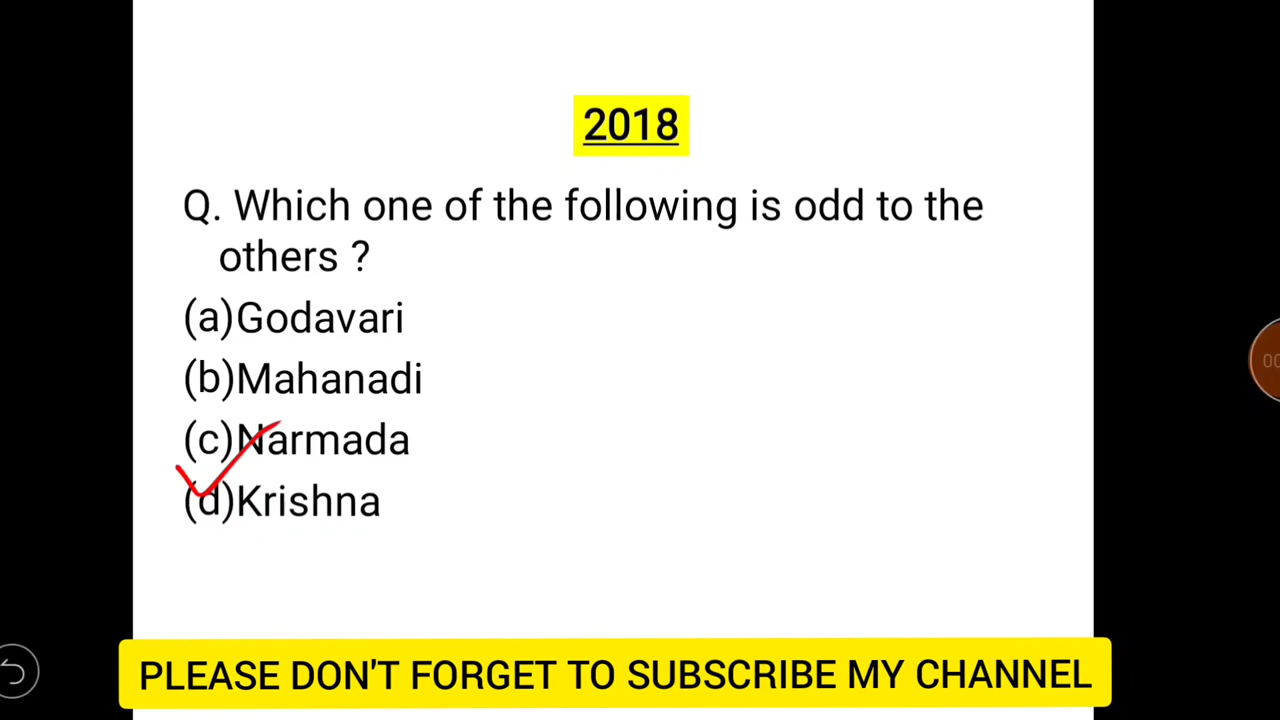 2018
Q. Which one of the following is odd to the
others ?
(a)Godavari
(b)Mahanadi
(c)Narmada
(d)Krishna
00
PLEASE DON'T FORGET TO SUBSCRIBE MY CHANNEL